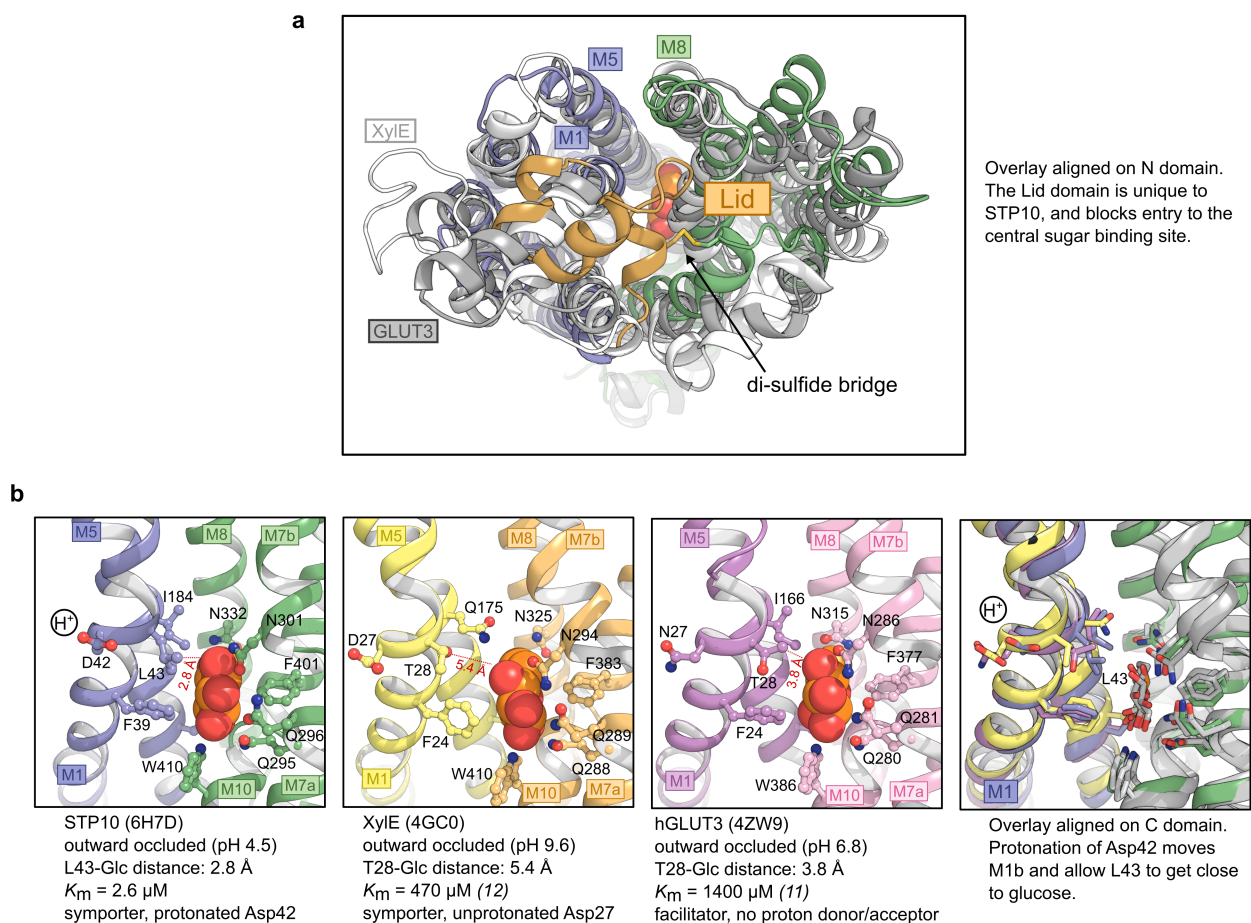 a
M5
M8
XylE
M1
Lid
GLUT3
di-sulfide bridge
Overlay aligned on N domain.
The Lid domain is unique to
STP10, and blocks entry to the
central sugar binding site.
b
M5
M8
M7b
I184
N332
N301
H+
D42
L43
2.8 Å
F401
F39
Q296
Q295
W410
M1
M10
M7a
STP10 (6H7D)
outward occluded (pH 4.5)
L43-Glc distance: 2.8 Å
Km = 2.6 µM
symporter, protonated Asp42
M5
M8
M7b
Q175
N325
N294
D27
T28
5.4 Å
F383
F24
Q289
Q288
W410
M1
M10
M7a
XylE (4GC0)
outward occluded (pH 9.6)
T28-Glc distance: 5.4 Å
Km = 470 µM (12)
symporter, unprotonated Asp27
M5
M8
M7b
I166
N315
N286
N27
T28
3.8 Å
F377
F24
Q281
Q280
W386
M1
M10
M7a
hGLUT3 (4ZW9)
outward occluded (pH 6.8)
T28-Glc distance: 3.8 Å
Km = 1400 µM (11)
facilitator, no proton donor/acceptor
H+
L43
M1
Overlay aligned on C domain.
Protonation of Asp42 moves
M1b and allow L43 to get close
to glucose.